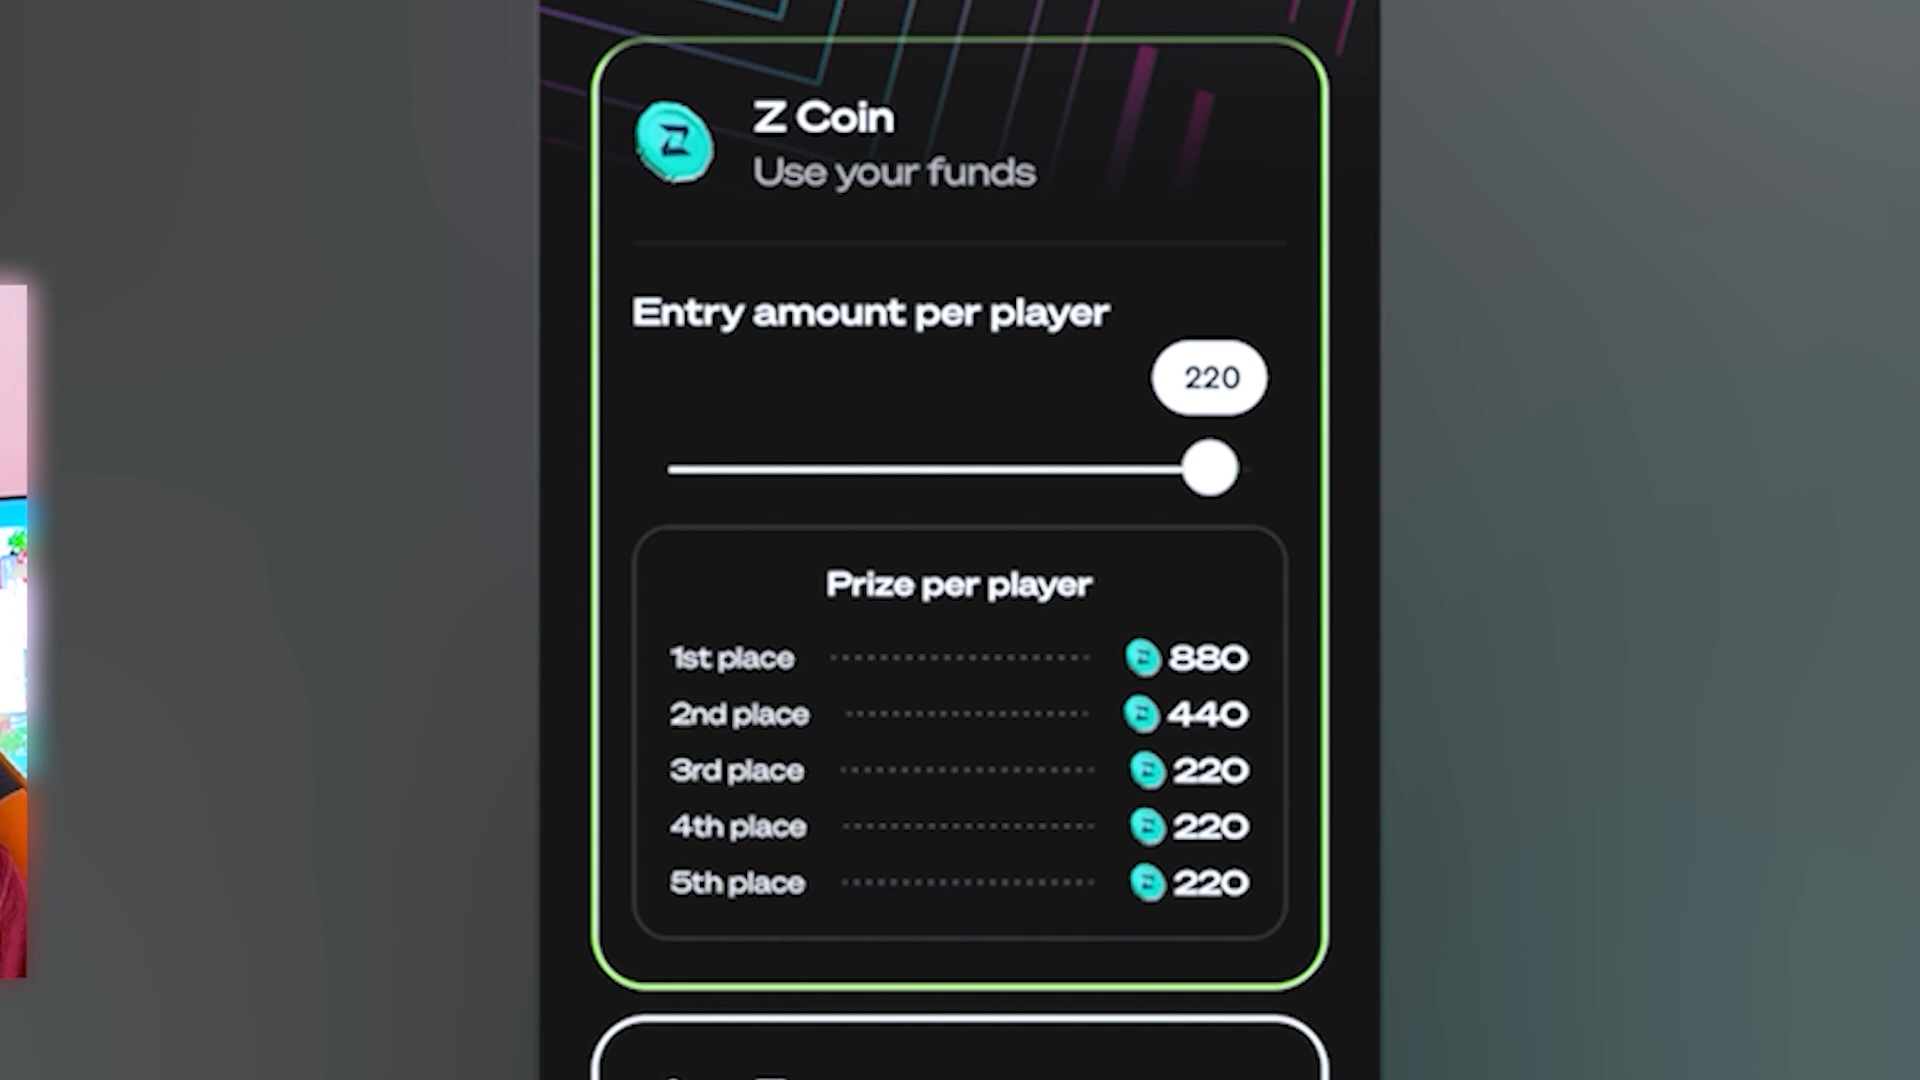 Z Coin
Use your funds
Entry amount per player
220
Prize per player
1st place 880
2nd place 440
3rd place 220
4th place 220
5th place 220